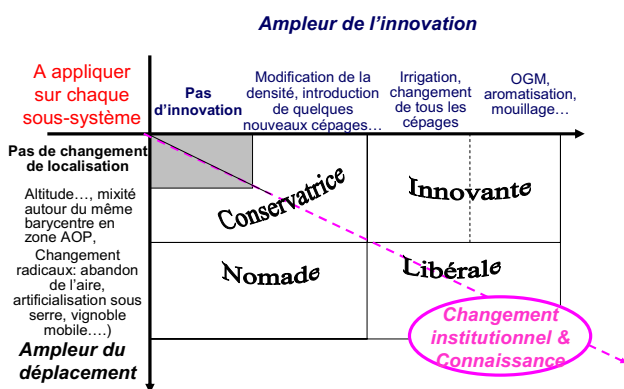 Ampleur de l'innovation
A appliquer
sur chaque
sous-système
Pas
d'innovation
Modification de la
densité, introduction
de quelques
nouveaux cépages…
Irrigation,
changement
de tous les
cépages
OGM,
aromatisation,
mouillage…
Pas de changement
de localisation
Altitude…, mixité
autour du même
barycentre en
zone AOP,
Changement
radicaux: abandon
de l'aire,
artificialisation sous
serre, vignoble
mobile….)
Ampleur du
déplacement
Conservatrice
Innovante
Nomade
Libérale
Changement
institutionnel &
Connaissance